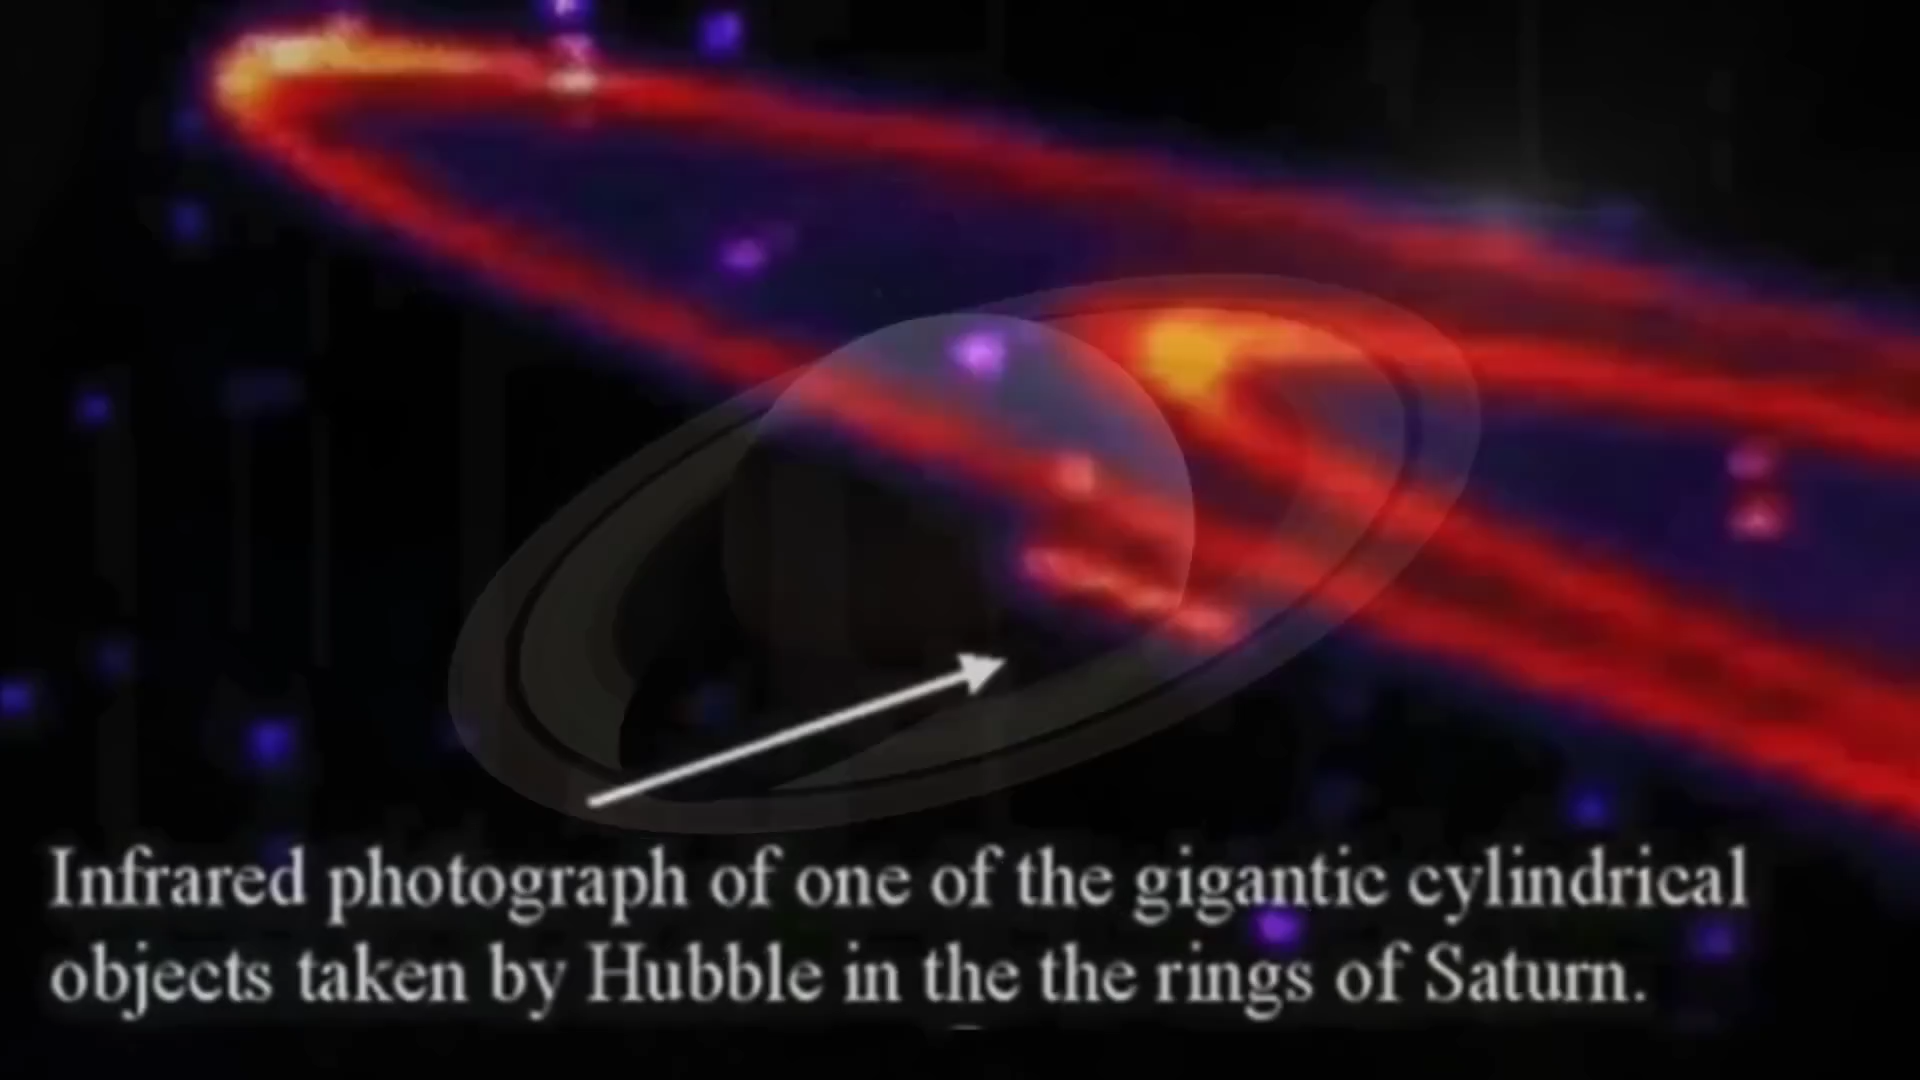 Infrared photograph of one of the gigantic cylindrical
objects taken by Hubble in the the rings of Saturn.